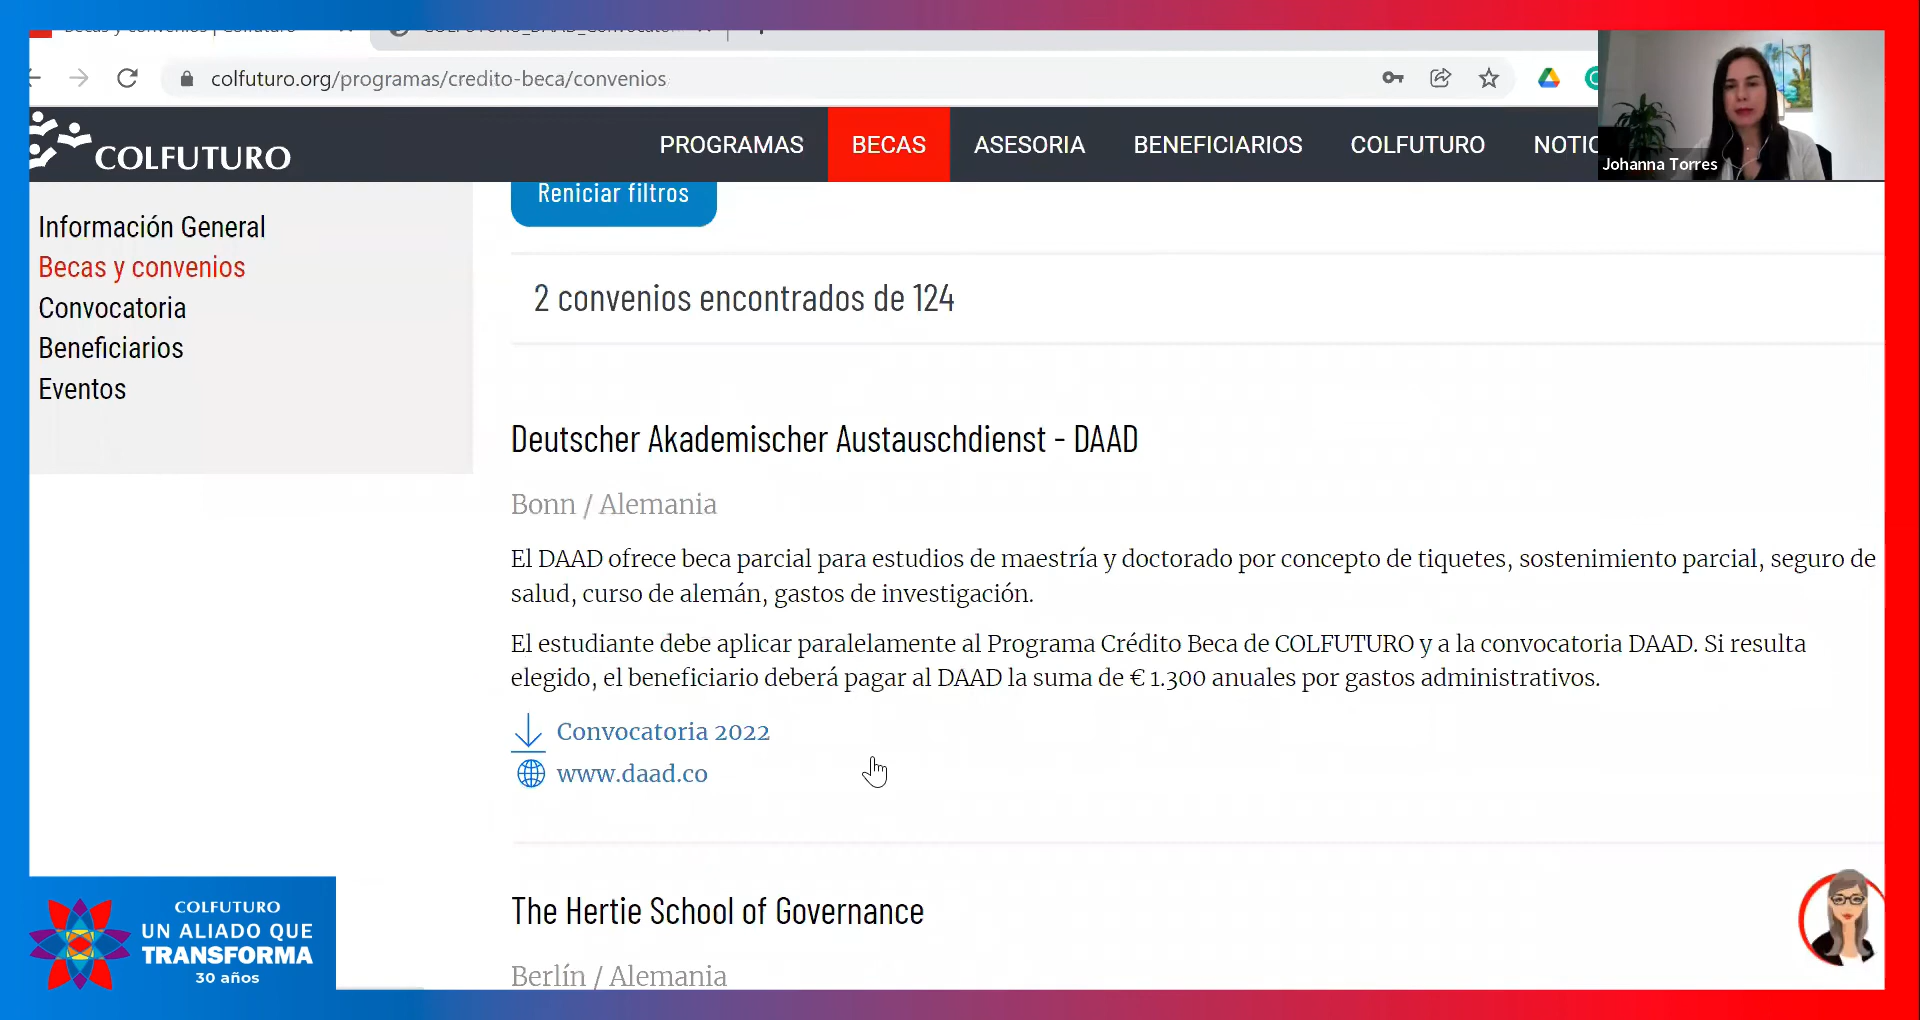 Becas y convenios | Colfuturo
COLFUTURO_DAAD_Convocator
colfuturo.org/programas/credito-beca/convenios
COLFUTURO
PROGRAMAS
BECAS
ASESORIA
BENEFICIARIOS
COLFUTURO
NOTIC
Johanna Torres
Información General
Becas y convenios
Convocatoria
Beneficiarios
Eventos
Reniciar filtros
2 convenios encontrados de 124
Deutscher Akademischer Austauschdienst - DAAD
Bonn / Alemania
El DAAD ofrece beca parcial para estudios de maestría y doctorado por concepto de tiquetes, sostenimiento parcial, seguro de
salud, curso de alemán, gastos de investigación.
El estudiante debe aplicar paralelamente al Programa Crédito Beca de COLFUTURO y a la convocatoria DAAD. Si resulta
elegido, el beneficiario deberá pagar al DAAD la suma de € 1.300 anuales por gastos administrativos.
Convocatoria 2022
www.daad.co
The Hertie School of Governance
Berlín / Alemania
COLFUTURO
UN ALIADO QUE
TRANSFORMA
30 años